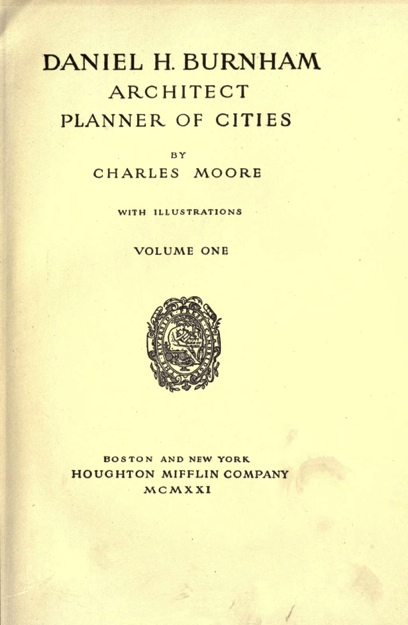 DANIEL H. BURNHAM
ARCHITECT
PLANNER OF CITIES
BY
CHARLES MOORE
WITH ILLUSTRATIONS
VOLUME ONE
BOSTON AND NEW YORK
HOUGHTON MIFFLIN COMPANY
MCMXXI